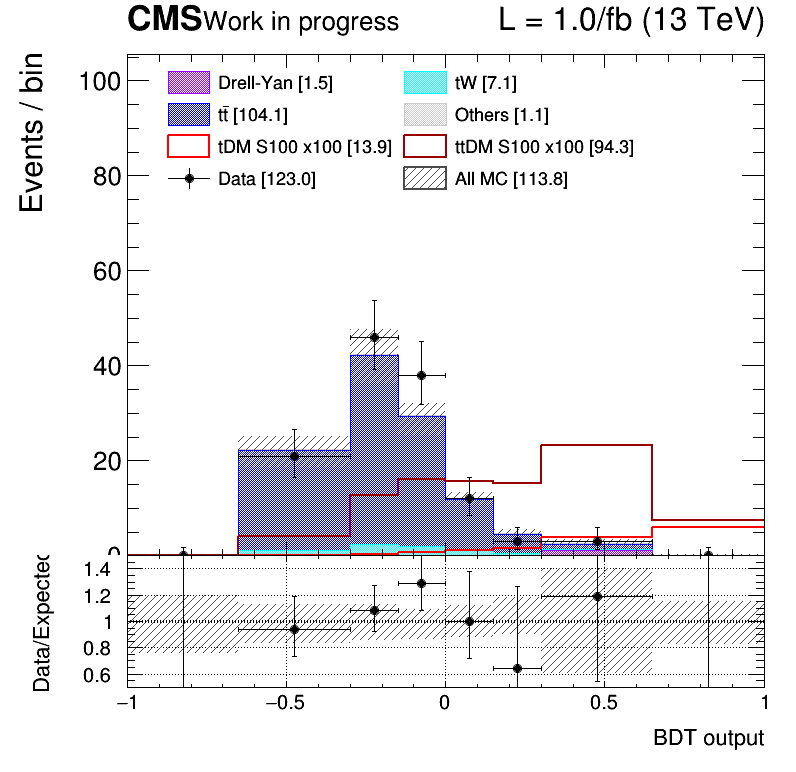 CMS Work in progress L = 1.0/fb (13 TeV)
Events / bin
100
80
60
40
20
0
Drell-Yan [1.5] tW [7.1]
tt̄ [104.1] Others [1.1]
tDM S100 x100 [13.9] ttDM S100 x100 [94.3]
Data [123.0] All MC [113.8]
Data/Expected
1.4
1.2
1
0.8
0.6
−1 −0.5 0 0.5 1
BDT output